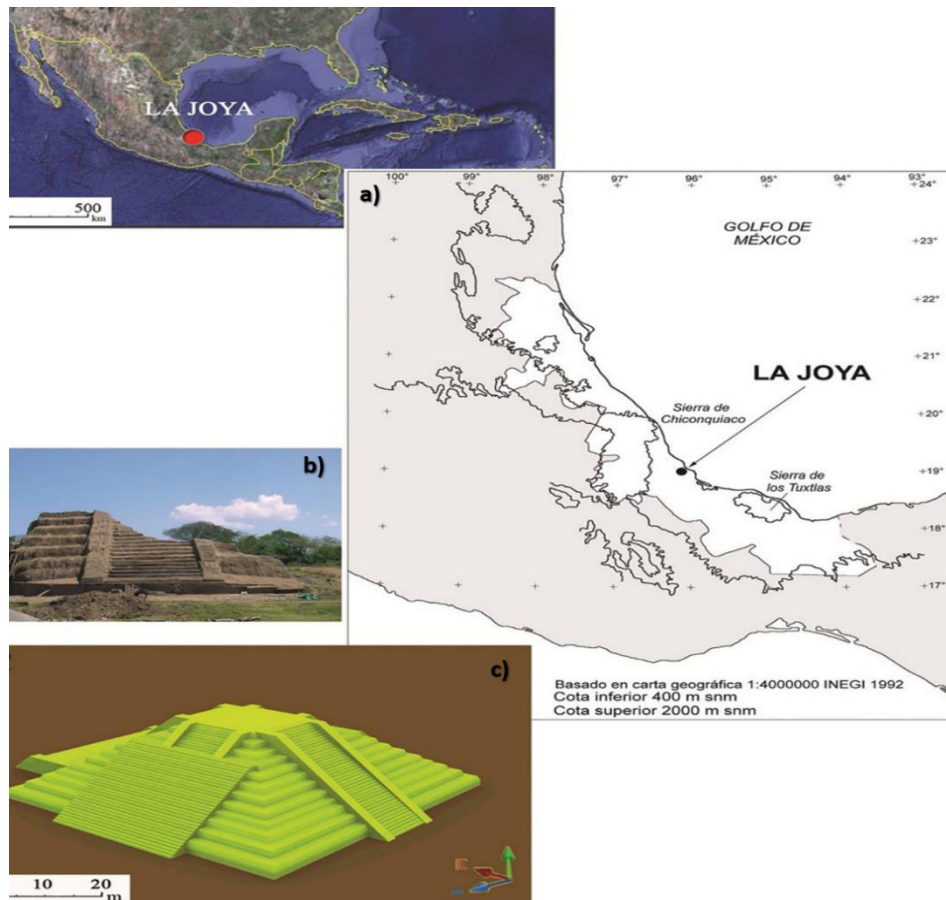 LA JOYA
500
km
a)
100°
99°
98°
97°
96°
95°
94°
93°
24°
GOLFO DE
MÉXICO
23°
22°
21°
LA JOYA
20°
Sierra de
Chiconquiaco
19°
Sierra de
los Tuxtlas
18°
17°
Basado en carta geográfica 1:4000000 INEGI 1992
Cota inferior 400 m snm
Cota superior 2000 m snm
b)
c)
E
10 20
m